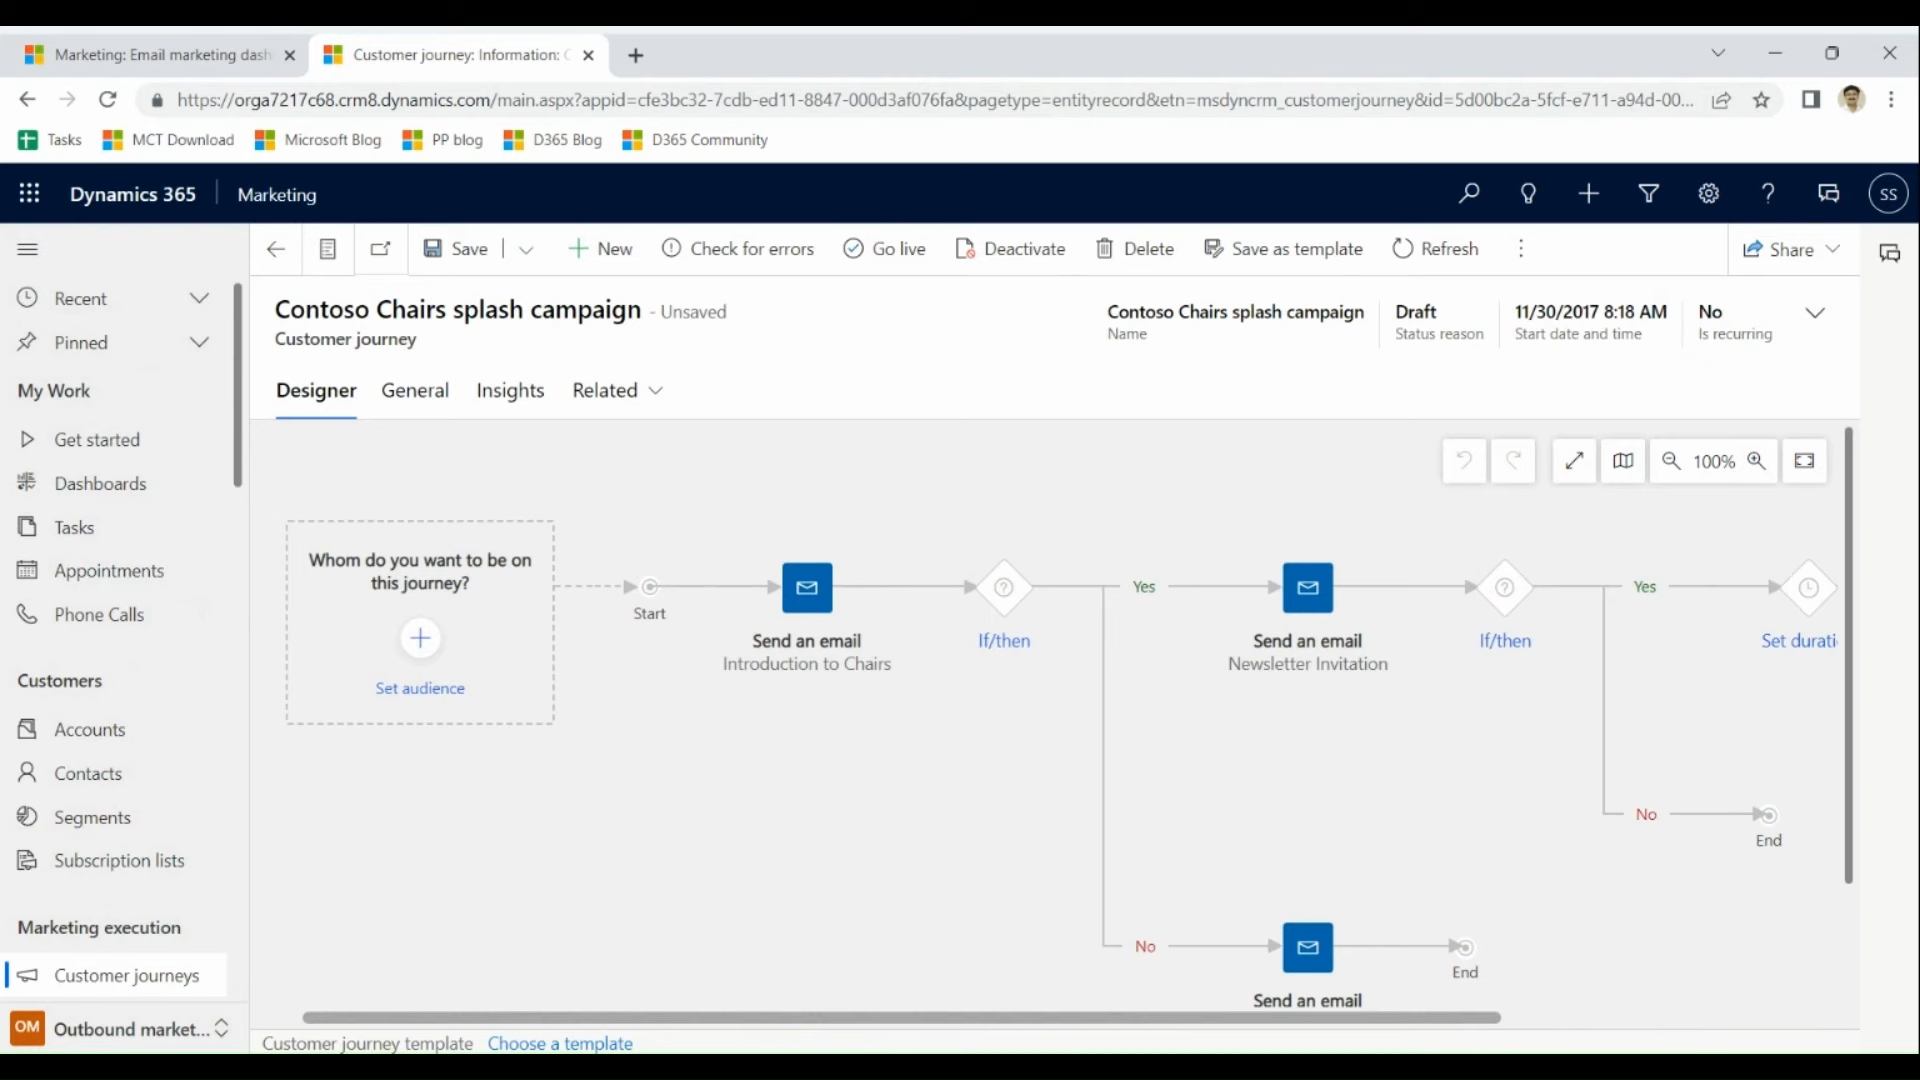 Marketing: Email marketing dash
Customer journey: Information: C
https://orga7217c68.crm8.dynamics.com/main.aspx?appid=cfe3bc32-7cdb-ed11-8847-000d3af076fa&pagetype=entityrecord&etn=msdyncrm_customerjourney&id=5d00bc2a-5fcf-e711-a94d-00...
Tasks MCT Download Microsoft Blog PP blog D365 Blog D365 Community
Dynamics 365 Marketing SS
Save New Check for errors Go live Deactivate Delete Save as template Refresh Share
Recent
Pinned
My Work
Get started
Dashboards
Tasks
Appointments
Phone Calls
Customers
Accounts
Contacts
Segments
Subscription lists
Marketing execution
Customer journeys
OM Outbound market...
Contoso Chairs splash campaign - Unsaved
Customer journey
Contoso Chairs splash campaign
Name
Draft
Status reason
11/30/2017 8:18 AM
Start date and time
No
Is recurring
Designer General Insights Related
100%
Whom do you want to be on
this journey?
Set audience
Start
Send an email
Introduction to Chairs
If/then
Yes
Send an email
Newsletter Invitation
If/then
Yes
Set durati
No
End
No
Send an email
End
Customer journey template Choose a template